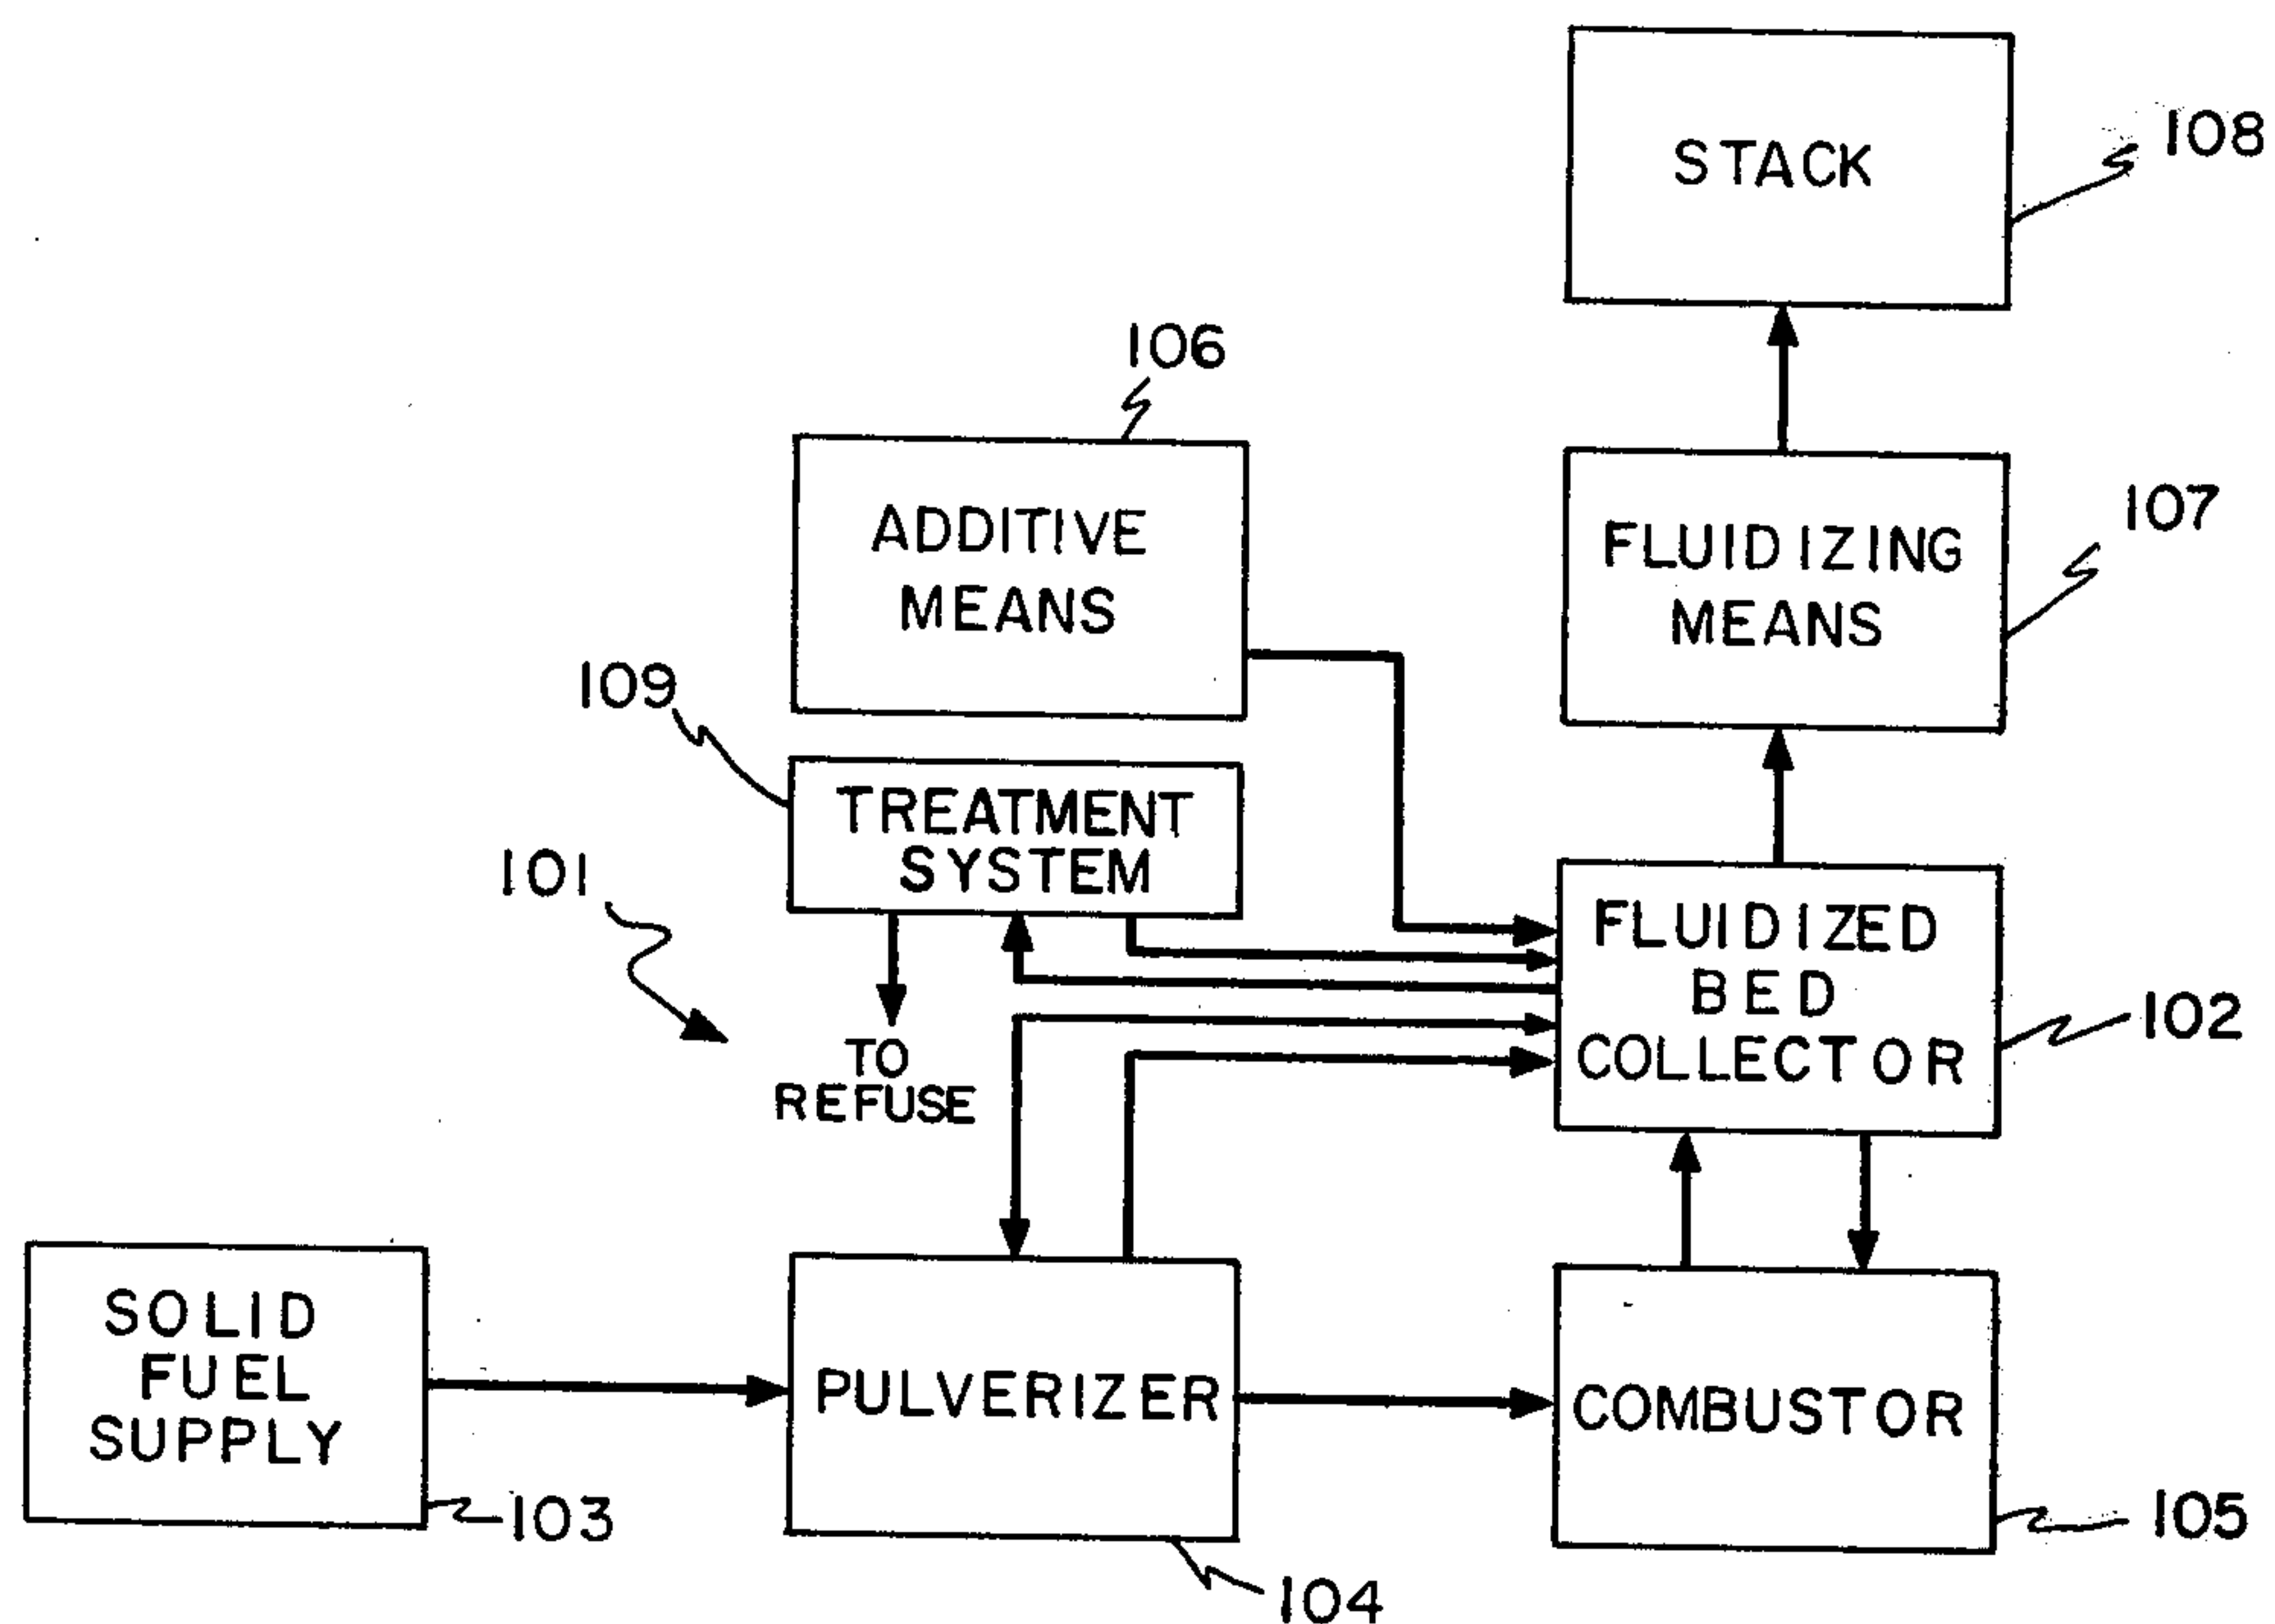 STACK
108
106
ADDITIVE
MEANS
FLUIDIZING
MEANS
107
109
TREATMENT
SYSTEM
101
TO
REFUSE
FLUIDIZED
BED
COLLECTOR
102
SOLID
FUEL
SUPPLY
103
PULVERIZER
104
COMBUSTOR
105